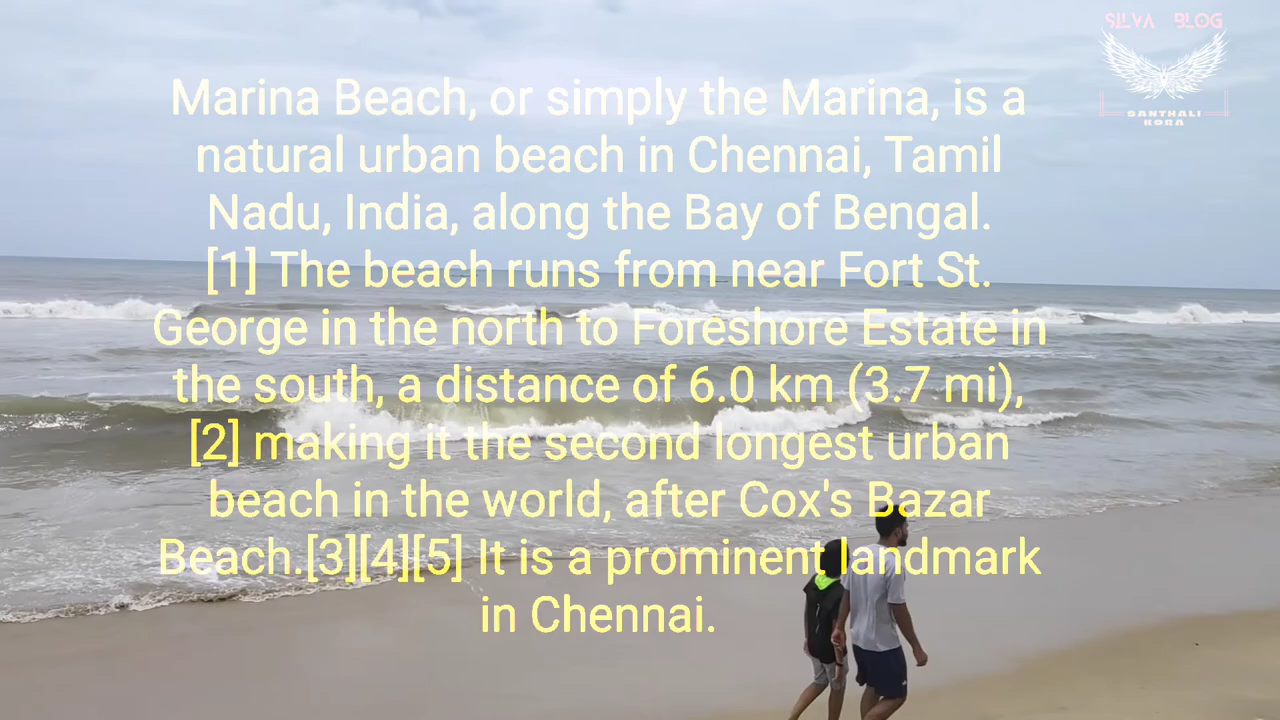 SILVA BLOG
SANTHALI
KORA
Marina Beach, or simply the Marina, is a
natural urban beach in Chennai, Tamil
Nadu, India, along the Bay of Bengal.
[1] The beach runs from near Fort St.
George in the north to Foreshore Estate in
the south, a distance of 6.0 km (3.7 mi),
[2] making it the second longest urban
beach in the world, after Cox's Bazar
Beach.[3][4][5] It is a prominent landmark
in Chennai.